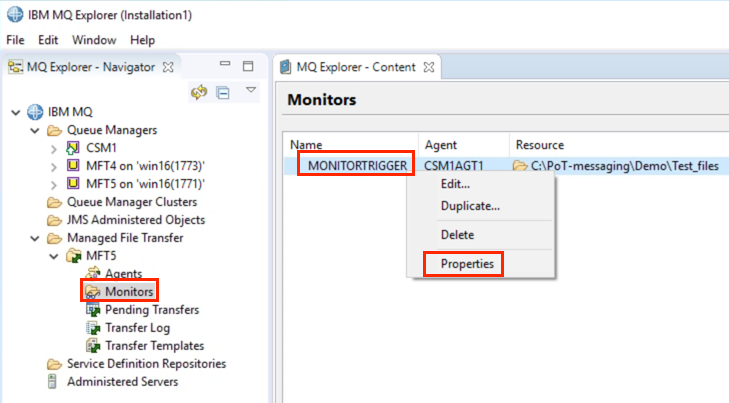 IBM MQ Explorer (Installation1)
File Edit Window Help
MQ Explorer - Navigator
IBM MQ
Queue Managers
CSM1
MFT4 on 'win16(1773)'
MFT5 on 'win16(1771)'
Queue Manager Clusters
JMS Administered Objects
Managed File Transfer
MFT5
Agents
Monitors
Pending Transfers
Transfer Log
Transfer Templates
Service Definition Repositories
Administered Servers
MQ Explorer - Content
Monitors
Name Agent Resource
MONITORTRIGGER CSM1AGT1 C:\PoT-messaging\Demo\Test_files
Edit...
Duplicate...
Delete
Properties